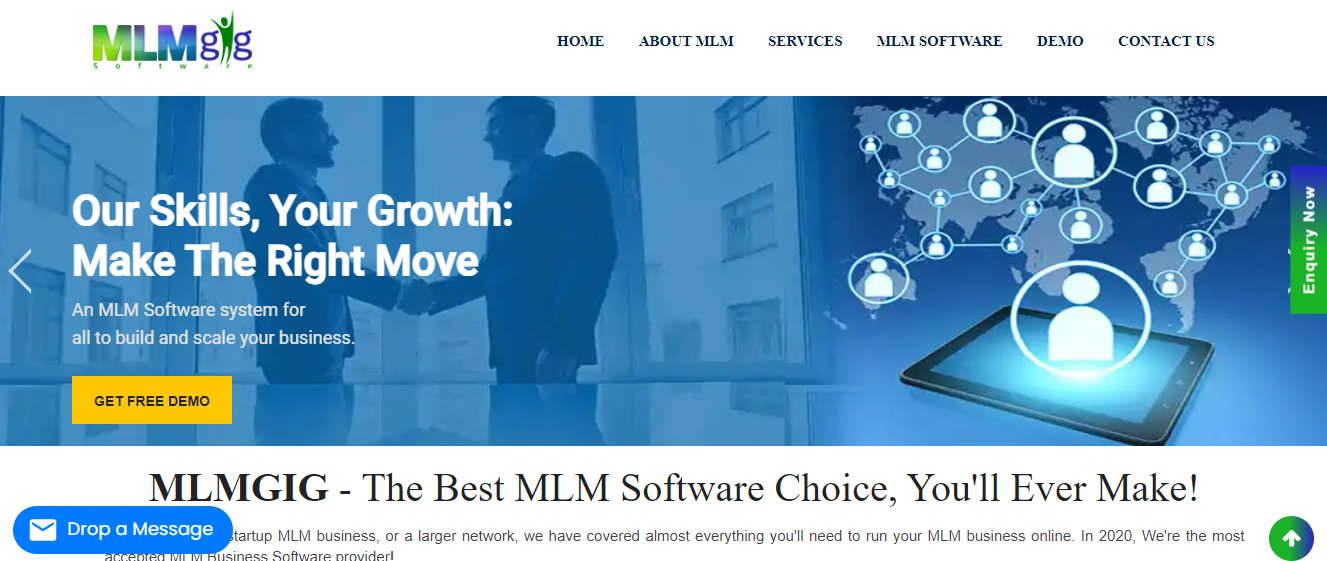 MLMgig
Software
HOME ABOUT MLM SERVICES MLM SOFTWARE DEMO CONTACT US
Our Skills, Your Growth:
Make The Right Move
An MLM Software system for
all to build and scale your business.
GET FREE DEMO
Enquiry Now
MLMGIG - The Best MLM Software Choice, You'll Ever Make!
startup MLM business, or a larger network, we have covered almost everything you'll need to run your MLM business online. In 2020, We're the most
accepted MLM Business Software provider!
Drop a Message